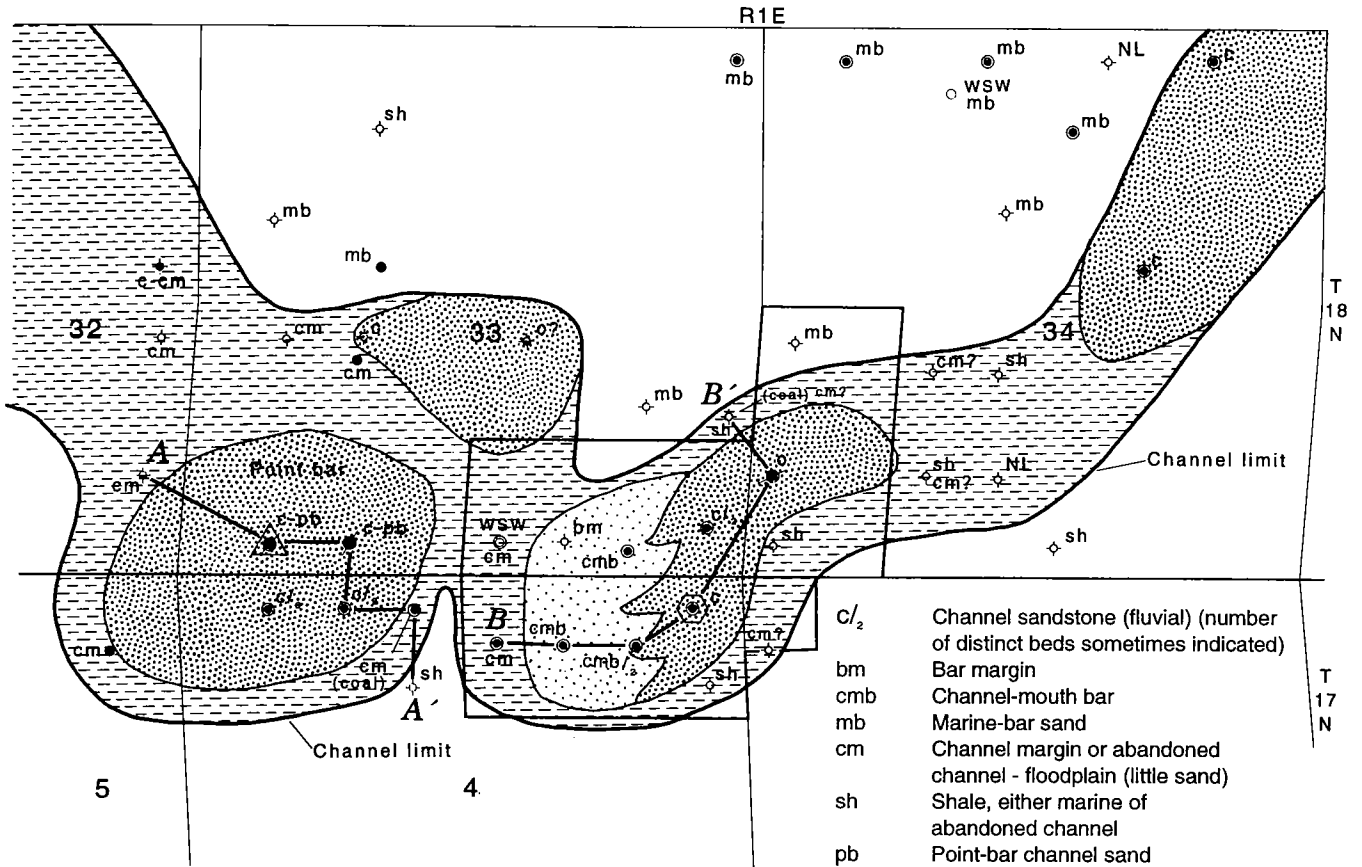 R1E
mb
mb
mb
NL
c
wsw
mb
mb
sh
mb
mb
mb
c-cm
c
T
18
N
32
cm
cm
33
34
cm
mb
cm?
sh
mb
B´
(coal) cm?
sh
A
Point bar
Channel limit
c-pb
c-pb
wsw
cm
bm
cmb
sh
cm?
NL
sh
sh
c/₂
c
B
cmb
cm
cmb/₂
cm?
cm
cm
(coal)
sh
A´
sh
Channel limit
5
4
T
17
N
c/₂ Channel sandstone (fluvial) (number
of distinct beds sometimes indicated)
bm Bar margin
cmb Channel-mouth bar
mb Marine-bar sand
cm Channel margin or abandoned
channel - floodplain (little sand)
sh Shale, either marine of
abandoned channel
pb Point-bar channel sand